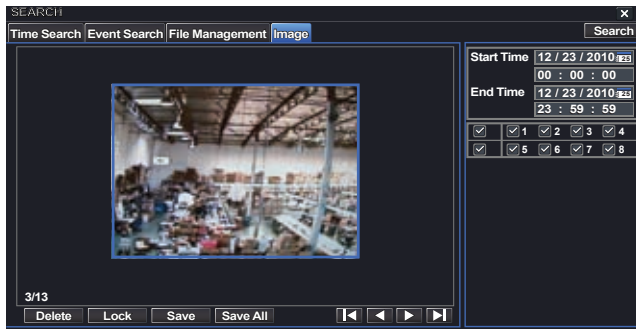 SEARCH
Time Search Event Search File Management Image
Search
Start Time 12 / 23 / 2010
00 : 00 : 00
End Time 12 / 23 / 2010
23 : 59 : 59
1 2 3 4
5 6 7 8
3/13
Delete Lock Save Save All